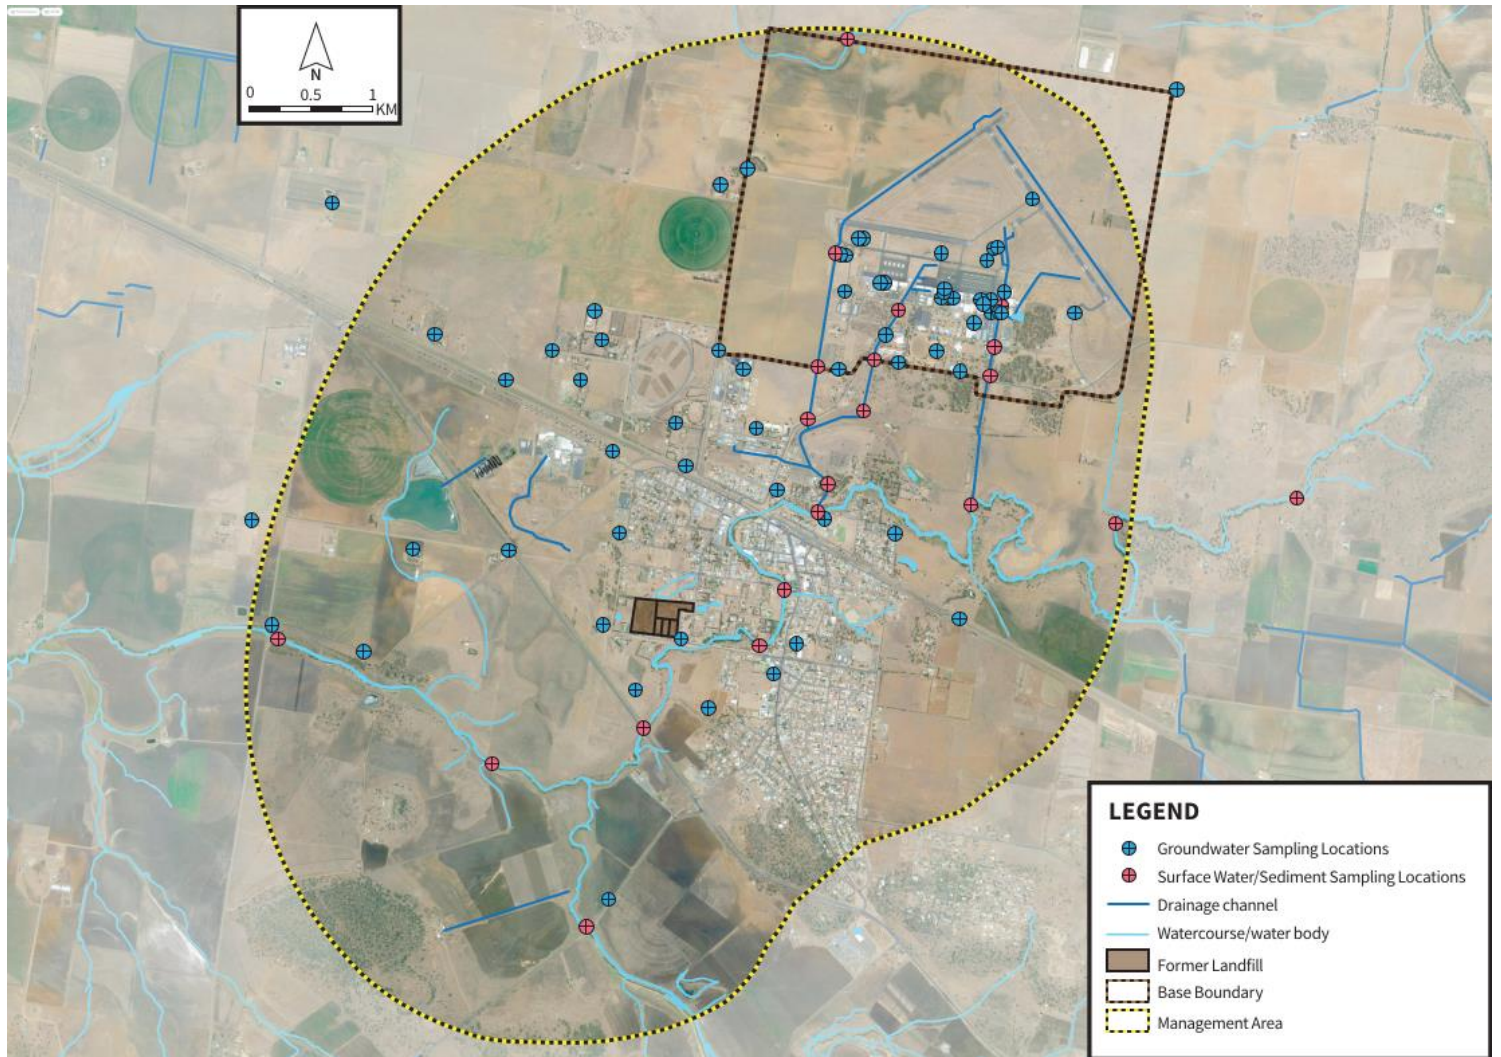 N
0 0.5 1
KM
LEGEND
Groundwater Sampling Locations
Surface Water/Sediment Sampling Locations
Drainage channel
Watercourse/water body
Former Landfill
Base Boundary
Management Area